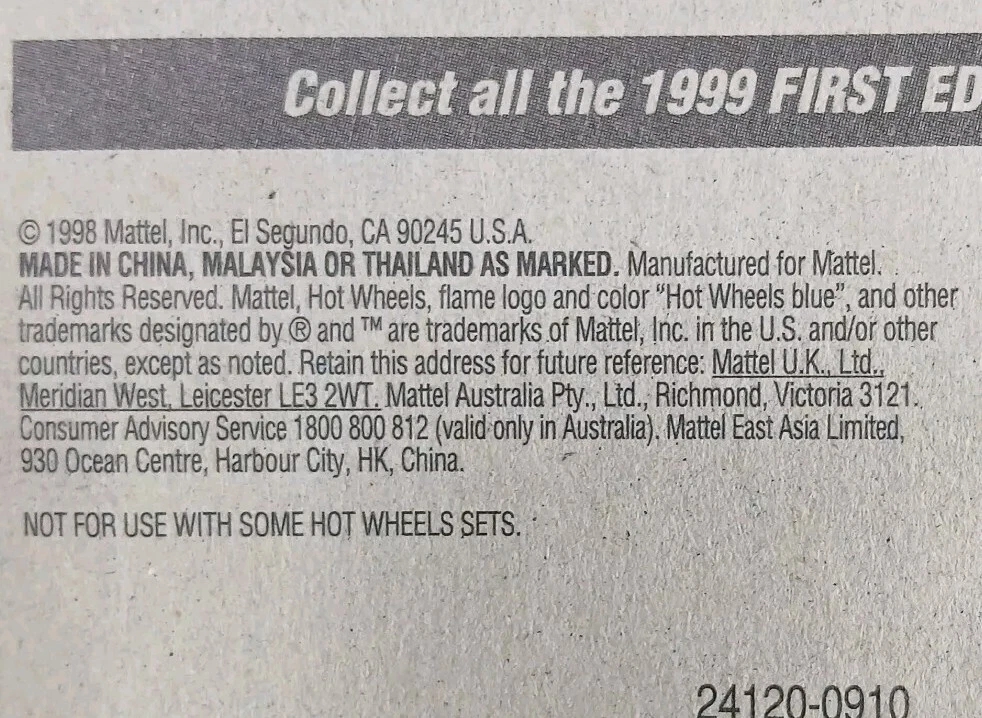 Collect all the 1999 FIRST ED
© 1998 Mattel, Inc., El Segundo, CA 90245 U.S.A.
MADE IN CHINA, MALAYSIA OR THAILAND AS MARKED. Manufactured for Mattel.
All Rights Reserved. Mattel, Hot Wheels, flame logo and color “Hot Wheels blue”, and other
trademarks designated by ® and ™ are trademarks of Mattel, Inc. in the U.S. and/or other
countries, except as noted. Retain this address for future reference: Mattel U.K., Ltd.,
Meridian West, Leicester LE3 2WT. Mattel Australia Pty., Ltd., Richmond, Victoria 3121.
Consumer Advisory Service 1800 800 812 (valid only in Australia). Mattel East Asia Limited,
930 Ocean Centre, Harbour City, HK, China.
NOT FOR USE WITH SOME HOT WHEELS SETS.
24120-0910